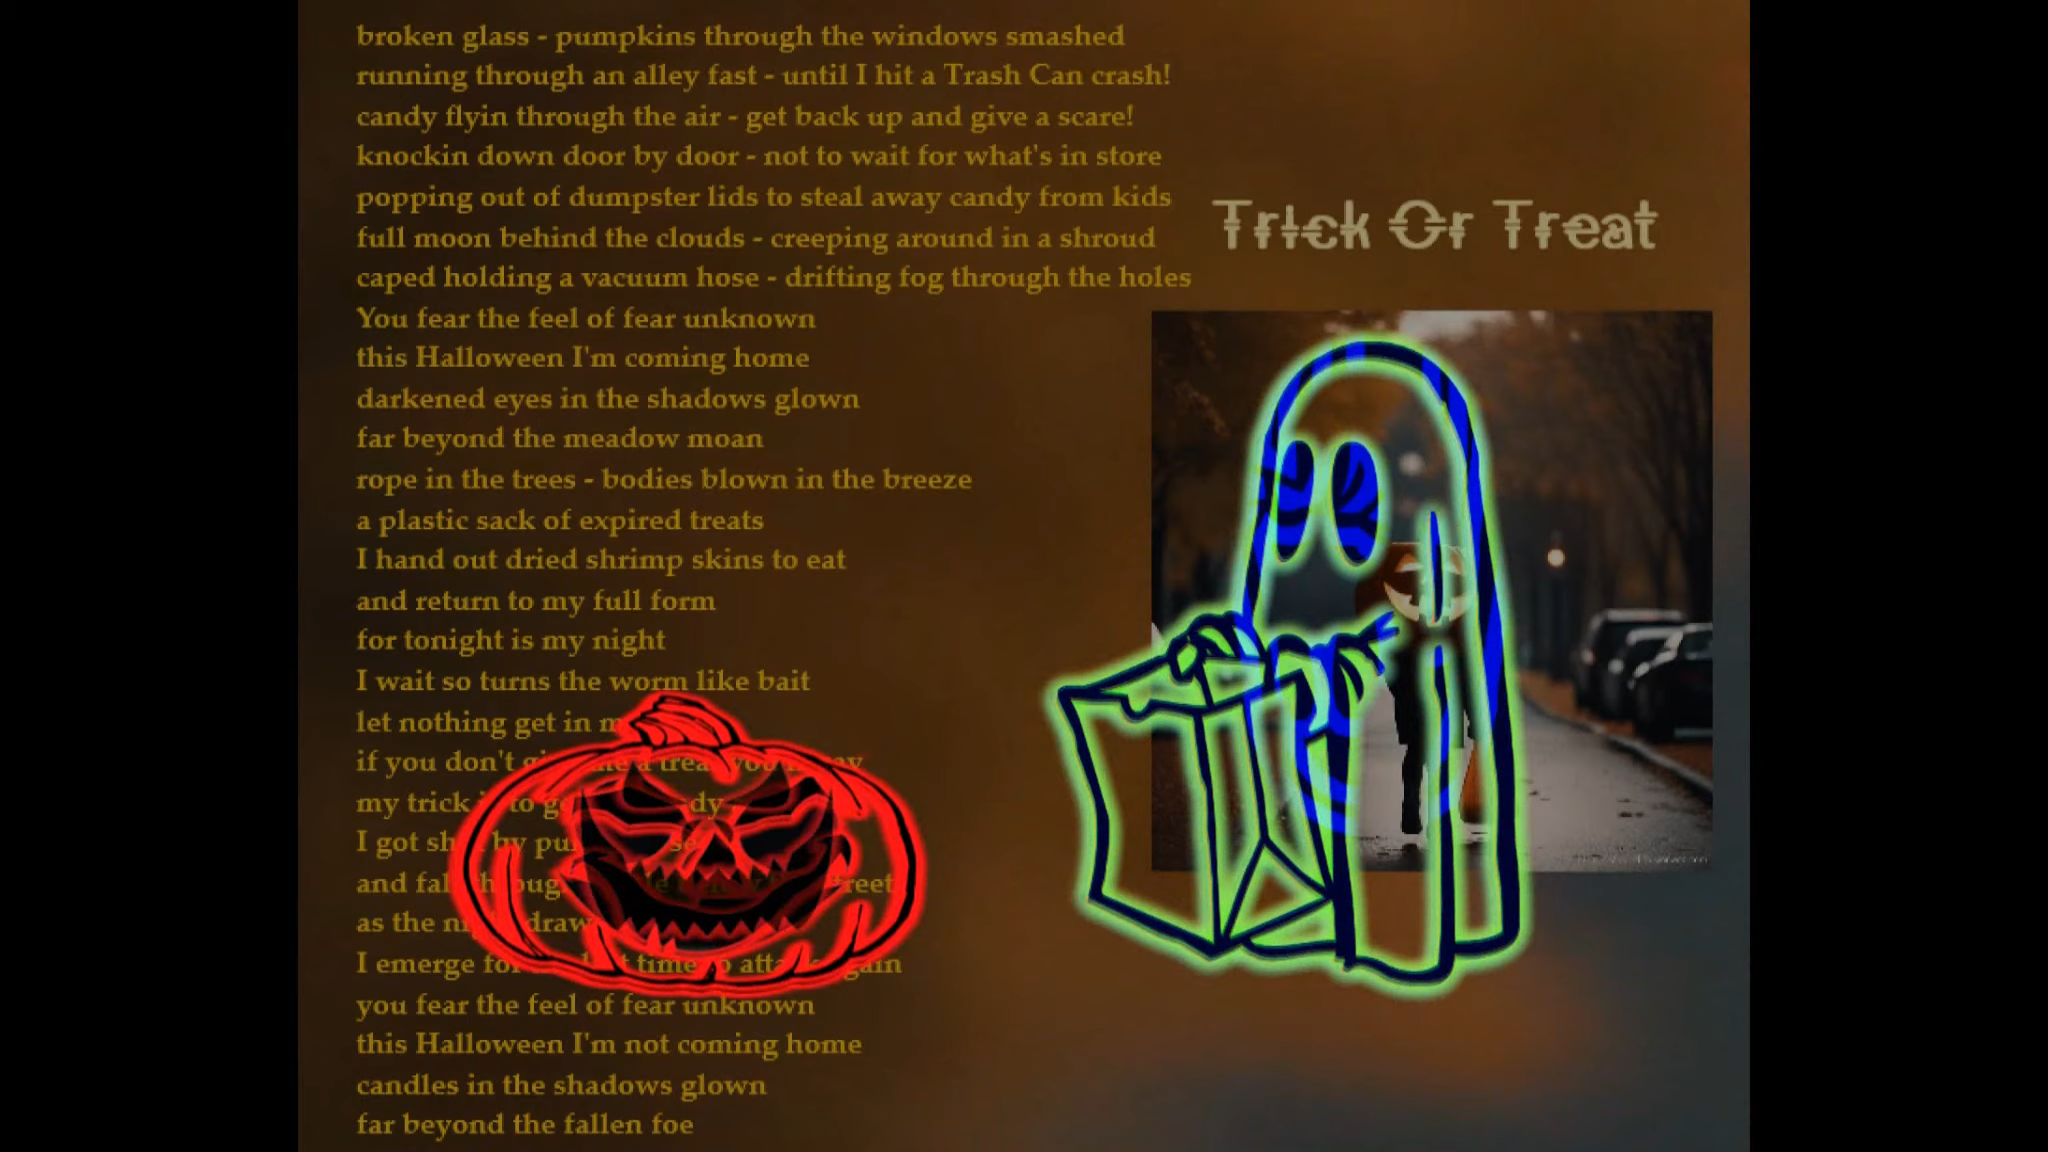 broken glass - pumpkins through the windows smashed
running through an alley fast - until I hit a Trash Can crash!
candy flyin through the air - get back up and give a scare!
knockin down door by door - not to wait for what's in store
popping out of dumpster lids to steal away candy from kids
full moon behind the clouds - creeping around in a shroud
caped holding a vacuum hose - drifting fog through the holes
You fear the feel of fear unknown
this Halloween I'm coming home
darkened eyes in the shadows glown
far beyond the meadow moan
rope in the trees - bodies blown in the breeze
a plastic sack of expired treats
I hand out dried shrimp skins to eat
and return to my full form
for tonight is my night
I wait so turns the worm like bait
let nothing get in
if you don't a
my trick to
I got by
and
as the
I emerge time
you fear the feel of fear unknown
this Halloween I'm not coming home
candles in the shadows glown
far beyond the fallen foe
Trick Or Treat